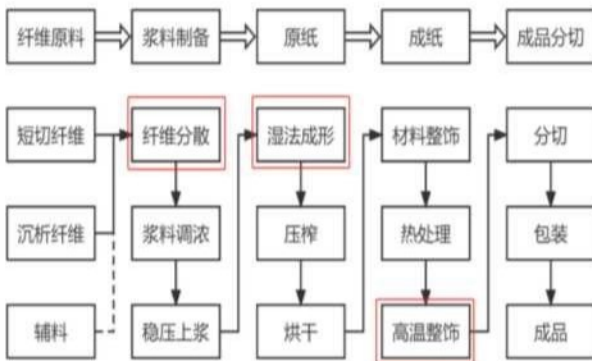 纤维原料
浆料制备
原纸
成纸
成品分切
短切纤维
纤维分散
湿法成形
材料整饰
分切
沉析纤维
浆料调浓
压榨
热处理
包装
辅料
稳压上浆
烘干
高温整饰
成品